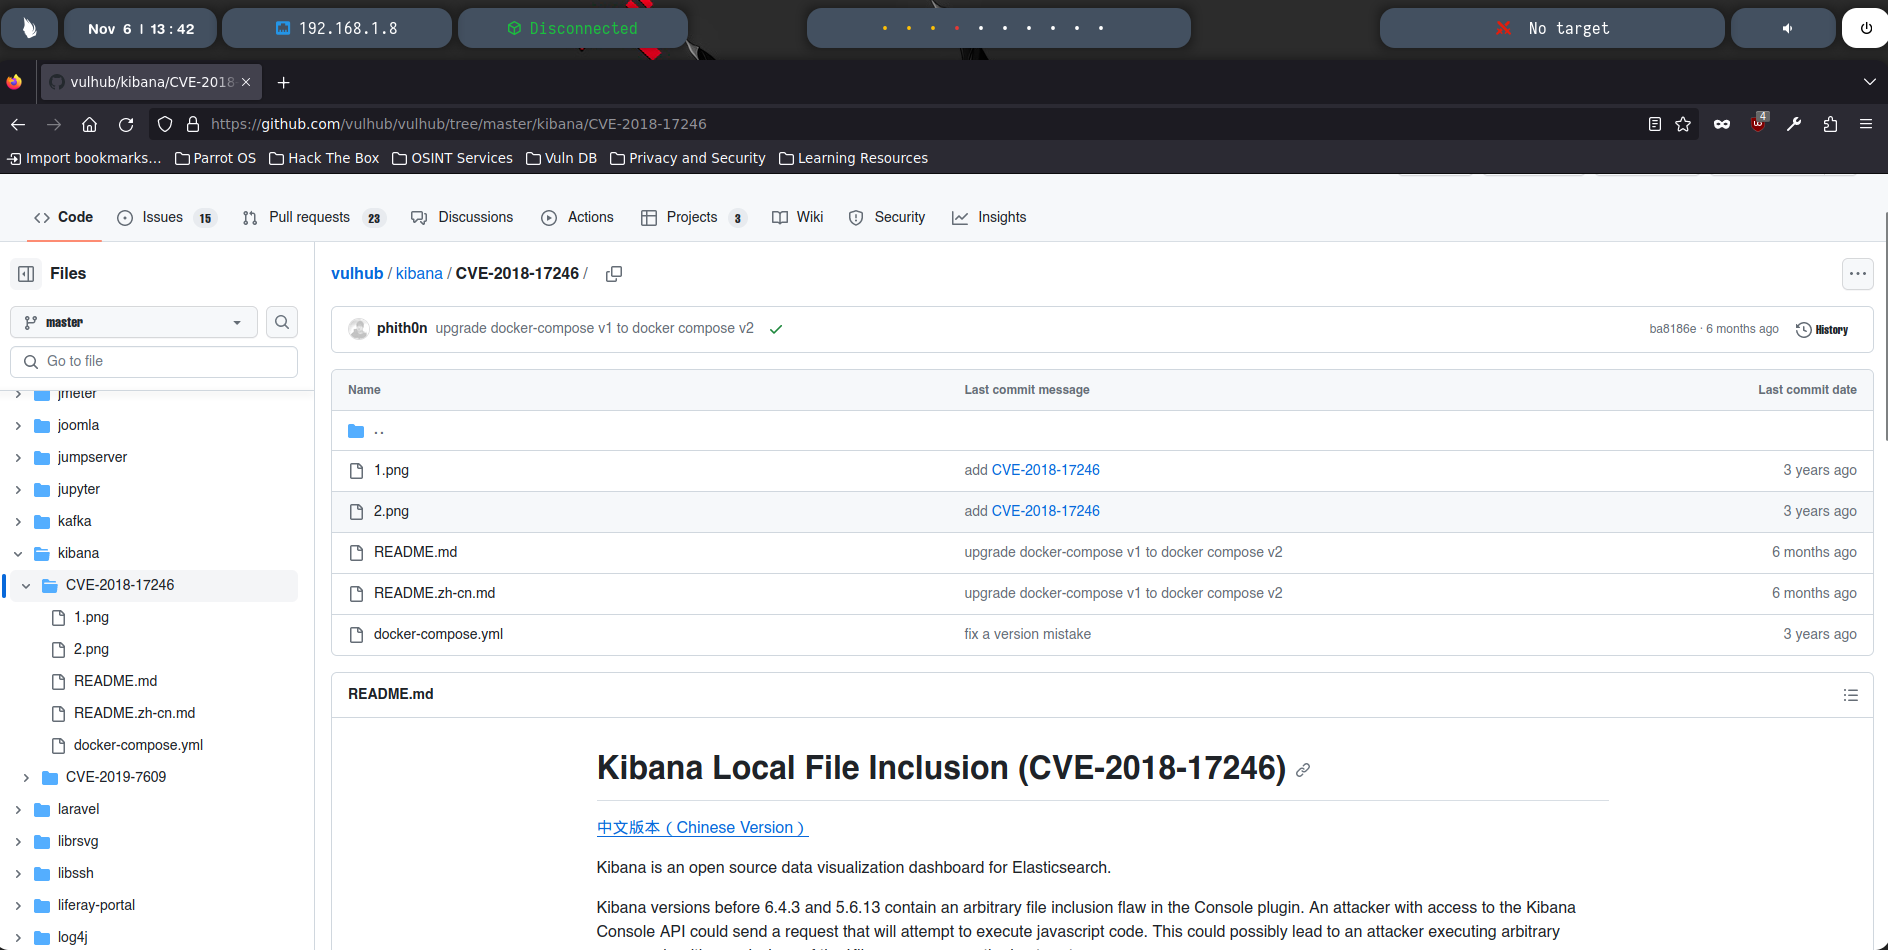 Nov 6 | 13:42
192.168.1.8
Disconnected
No target
vulhub/kibana/CVE-2018
https://github.com/vulhub/vulhub/tree/master/kibana/CVE-2018-17246
4
Import bookmarks...
Parrot OS
Hack The Box
OSINT Services
Vuln DB
Privacy and Security
Learning Resources
Code
Issues 15
Pull requests 23
Discussions
Actions
Projects 3
Wiki
Security
Insights
Files
master
Go to file
jmeter
joomla
jumpserver
jupyter
kafka
kibana
CVE-2018-17246
1.png
2.png
README.md
README.zh-cn.md
docker-compose.yml
CVE-2019-7609
laravel
librsvg
libssh
liferay-portal
log4j
vulhub / kibana / CVE-2018-17246 /
phith0n upgrade docker-compose v1 to docker compose v2
ba8186e · 6 months ago
History
Name Last commit message Last commit date
..
1.png add CVE-2018-17246 3 years ago
2.png add CVE-2018-17246 3 years ago
README.md upgrade docker-compose v1 to docker compose v2 6 months ago
README.zh-cn.md upgrade docker-compose v1 to docker compose v2 6 months ago
docker-compose.yml fix a version mistake 3 years ago
README.md
Kibana Local File Inclusion (CVE-2018-17246)
中文版本（Chinese Version）
Kibana is an open source data visualization dashboard for Elasticsearch.
Kibana versions before 6.4.3 and 5.6.13 contain an arbitrary file inclusion flaw in the Console plugin. An attacker with access to the Kibana
Console API could send a request that will attempt to execute javascript code. This could possibly lead to an attacker executing arbitrary